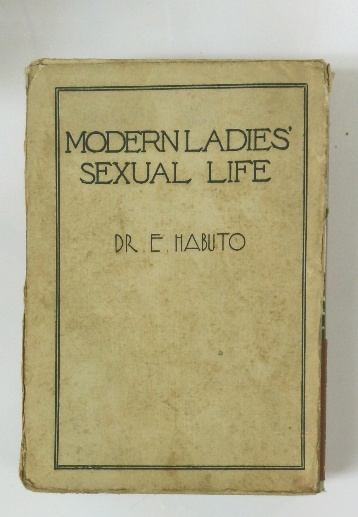 MODERN LADIES'
SEXUAL LIFE
DR. E. HABUTO